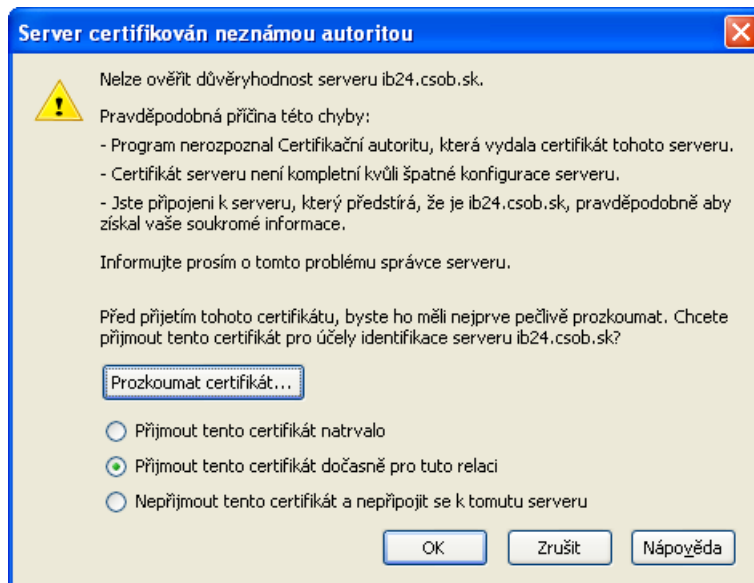 Server certifikován neznámou autoritou
Nelze ověřit důvěryhodnost serveru ib24.csob.sk.
Pravděpodobná příčina této chyby:
- Program nerozpoznal Certifikační autoritu, která vydala certifikát tohoto serveru.
- Certifikát serveru není kompletní kvůli špatné konfigurace serveru.
- Jste připojeni k serveru, který předstírá, že je ib24.csob.sk, pravděpodobně aby
získal vaše soukromé informace.
Informujte prosím o tomto problému správce serveru.
Před přijetím tohoto certifikátu, byste ho měli nejprve pečlivě prozkoumat. Chcete
přijmout tento certifikát pro účely identifikace serveru ib24.csob.sk?
Prozkoumat certifikát...
Přijmout tento certifikát natrvalo
Přijmout tento certifikát dočasně pro tuto relaci
Nepřijmout tento certifikát a nepřipojit se k tomutu serveru
OK Zrušit Nápověda